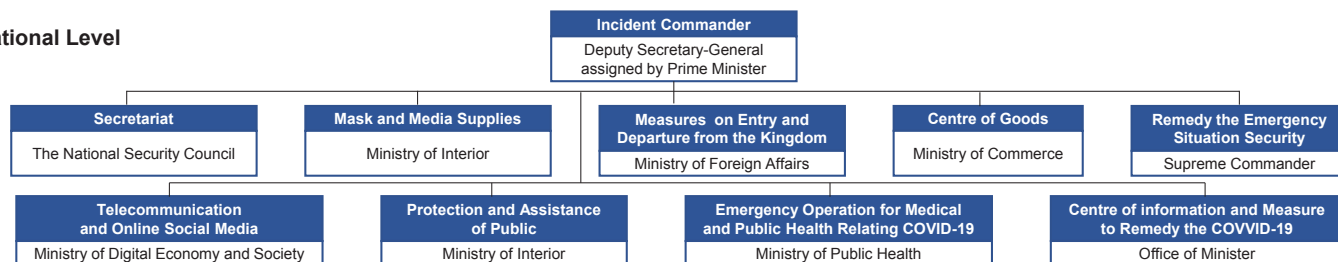 Incident Commander
Deputy Secretary-General
assigned by Prime Minister
National Level
Secretariat
The National Security Council
Mask and Media Supplies
Ministry of Interior
Measures on Entry and
Departure from the Kingdom
Ministry of Foreign Affairs
Centre of Goods
Ministry of Commerce
Remedy the Emergency
Situation Security
Supreme Commander
Telecommunication
and Online Social Media
Ministry of Digital Economy and Society
Protection and Assistance
of Public
Ministry of Interior
Emergency Operation for Medical
and Public Health Relating COVID-19
Ministry of Public Health
Centre of information and Measure
to Remedy the COVVID-19
Office of Minister